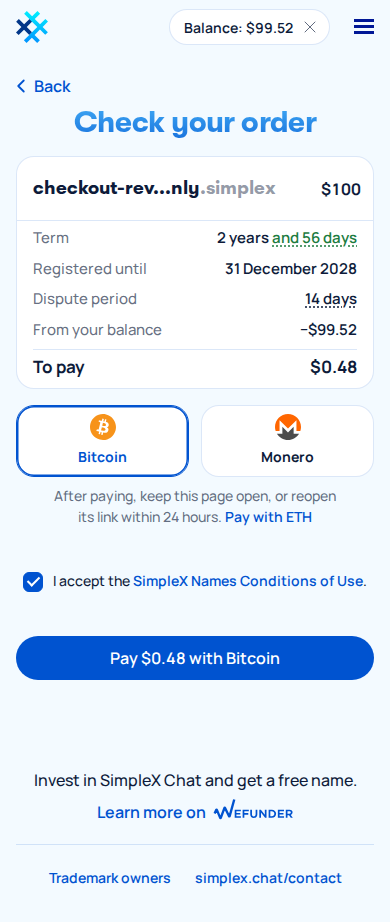 Balance: $99.52
Back
Check your order
checkout-rev...nly.simplex $100
Term 2 years and 56 days
Registered until 31 December 2028
Dispute period 14 days
From your balance −$99.52
To pay $0.48
Bitcoin Monero
After paying, keep this page open, or reopen
its link within 24 hours. Pay with ETH
I accept the SimpleX Names Conditions of Use.
Pay $0.48 with Bitcoin
Invest in SimpleX Chat and get a free name.
Learn more on WEFUNDER
Trademark owners simplex.chat/contact